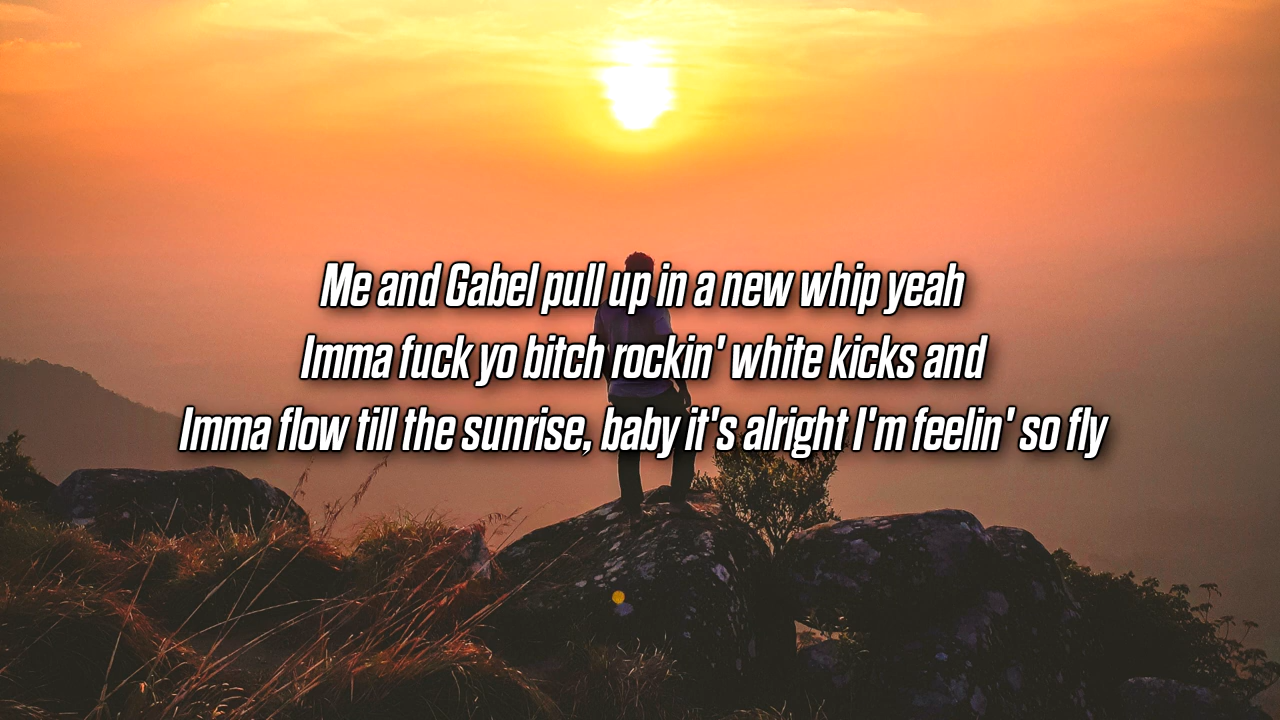 Me and Gabel pull up in a new whip yeah
Imma fuck yo bitch rockin' white kicks and
Imma flow till the sunrise, baby it's alright I'm feelin' so fly